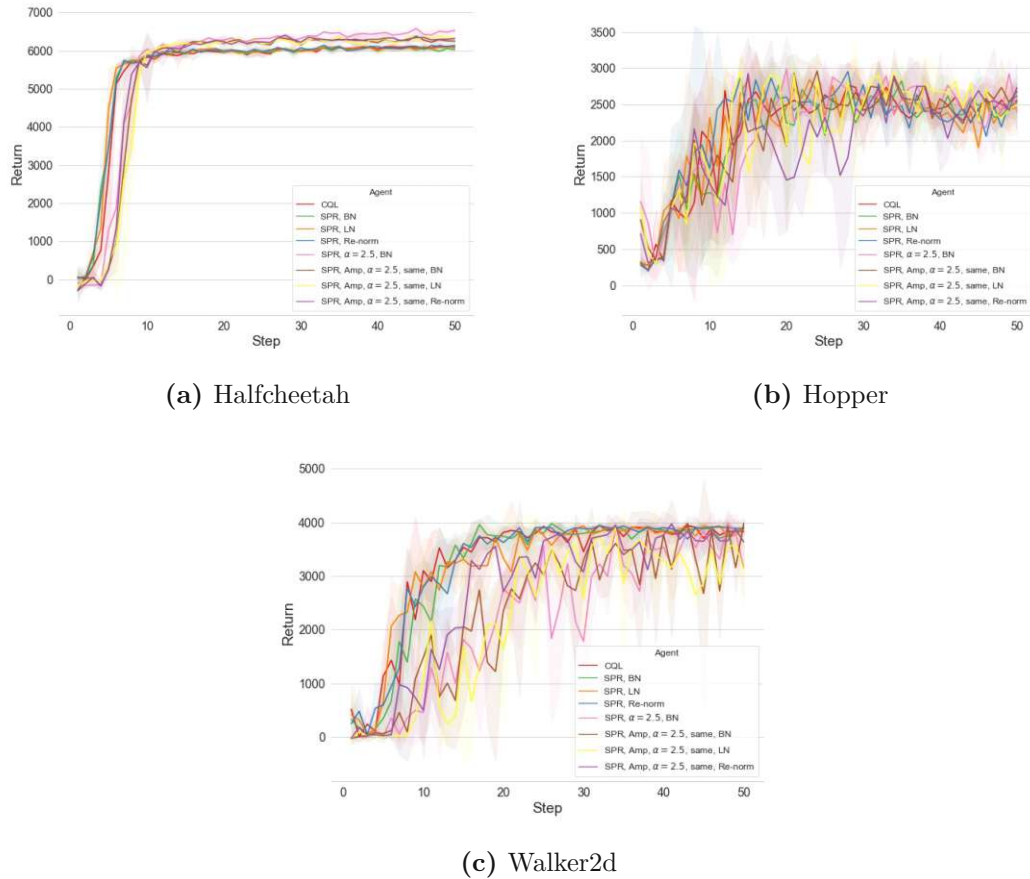 7000
6000
5000
4000
3000
2000
1000
0
Return
Agent
CQL
SPR, BN
SPR, LN
SPR, Re-norm
SPR, α = 2.5, BN
SPR, Amp, α = 2.5, same, BN
SPR, Amp, α = 2.5, same, LN
SPR, Amp, α = 2.5, same, Re-norm
0 10 20 30 40 50
Step
(a) Halfcheetah
3500
3000
2500
2000
1500
1000
500
0
Return
Agent
CQL
SPR, BN
SPR, LN
SPR, Re-norm
SPR, α = 2.5, BN
SPR, Amp, α = 2.5, same, BN
SPR, Amp, α = 2.5, same, LN
SPR, Amp, α = 2.5, same, Re-norm
0 10 20 30 40 50
Step
(b) Hopper
5000
4000
3000
2000
1000
0
Return
Agent
CQL
SPR, BN
SPR, LN
SPR, Re-norm
SPR, α = 2.5, BN
SPR, Amp, α = 2.5, same, BN
SPR, Amp, α = 2.5, same, LN
SPR, Amp, α = 2.5, same, Re-norm
0 10 20 30 40 50
Step
(c) Walker2d